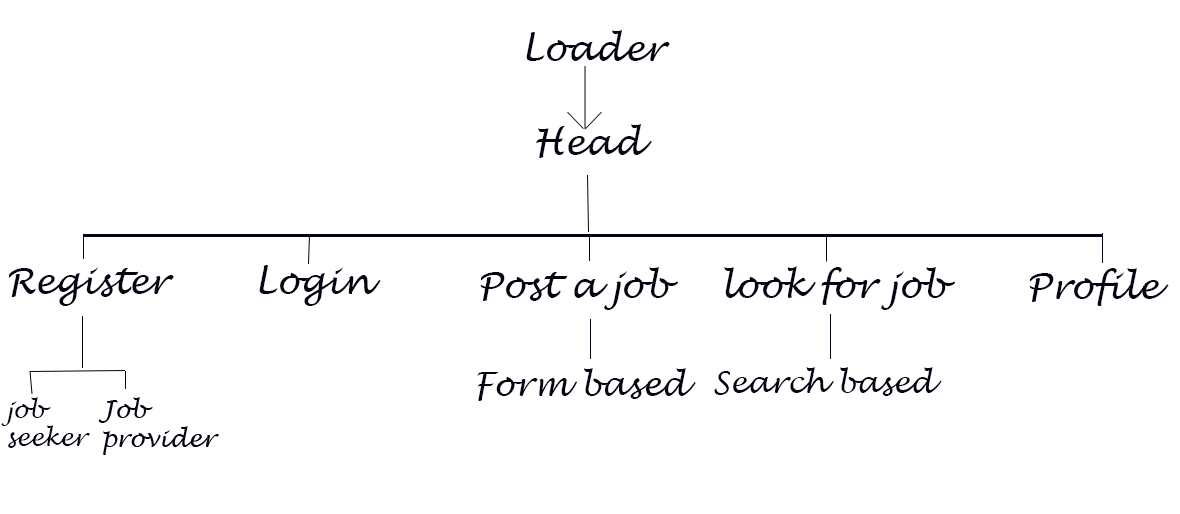 Loader
Head
Register
Login
Post a job
look for job
Profile
Form based
Search based
job
seeker
Job
provider